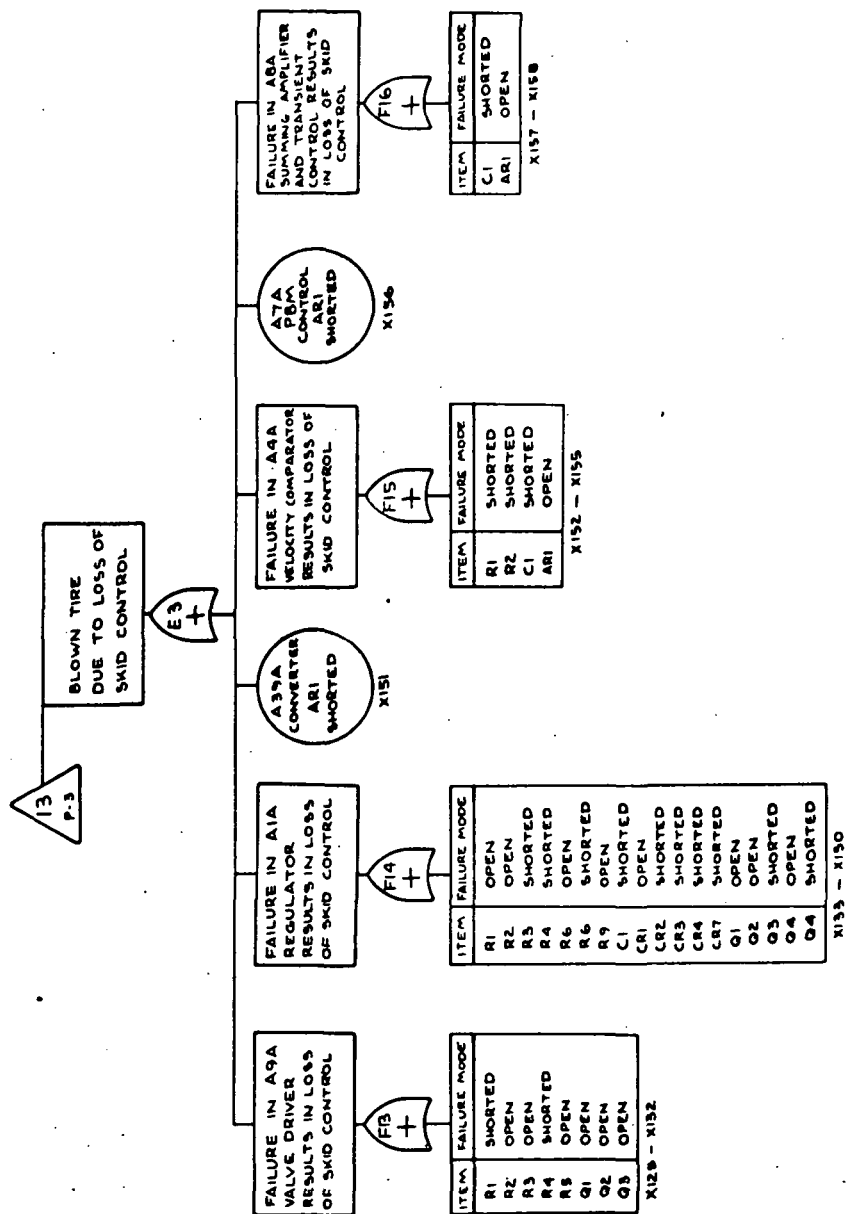 13
P-3
BLOWN TIRE
DUE TO LOSS OF
SKID CONTROL
E3
+
FAILURE IN A9A
VALVE DRIVER
RESULTS IN LOSS
OF SKID CONTROL
F13
+
ITEM FAILURE MODE
R1 SHORTED
R2 OPEN
R3 OPEN
R4 SHORTED
R5 OPEN
Q1 OPEN
Q2 OPEN
Q3 OPEN
X125 - X132
FAILURE IN A1A
REGULATOR
RESULTS IN LOSS
OF SKID CONTROL
F14
+
ITEM FAILURE MODE
R1 OPEN
R2 OPEN
R3 SHORTED
R4 SHORTED
R6 OPEN
R6 SHORTED
R9 OPEN
C1 SHORTED
CR1 OPEN
CR2 SHORTED
CR3 SHORTED
CR4 SHORTED
CR7 SHORTED
Q1 OPEN
Q2 OPEN
Q3 SHORTED
Q4 OPEN
Q4 SHORTED
X133 - X150
A39A
CONVERTER
AR1
SHORTED
X151
FAILURE IN A4A
VELOCITY COMPARATOR
RESULTS IN LOSS OF
SKID CONTROL
F15
+
ITEM FAILURE MODE
R1 SHORTED
R2 SHORTED
C1 SHORTED
AR1 OPEN
X152 - X155
A7A
PBM
CONTROL
AR1
SHORTED
X156
FAILURE IN A8A
SUMMING AMPLIFIER
AND TRANSIENT
CONTROL RESULTS
IN LOSS OF SKID
CONTROL
F16
+
ITEM FAILURE MODE
C1 SHORTED
AR1 OPEN
X157 - X158